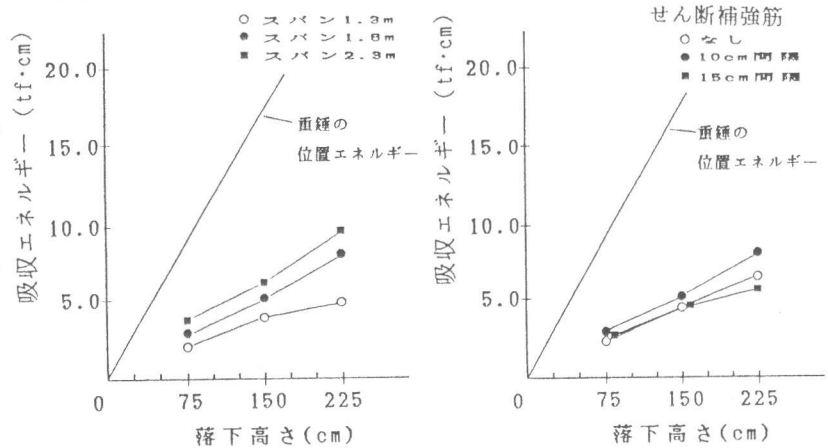 ○ スパン1.3m
● スパン1.8m
■ スパン2.3m
吸収エネルギー (tf·cm)
20.0
15.0
10.0
5.0
0
75
150
225
重錘の
位置エネルギー
落下高さ(cm)
せん断補強筋
○ なし
● 10cm間隔
■ 15cm間隔
吸収エネルギー (tf·cm)
20.0
15.0
10.0
5.0
0
75
150
225
重錘の
位置エネルギー
落下高さ(cm)